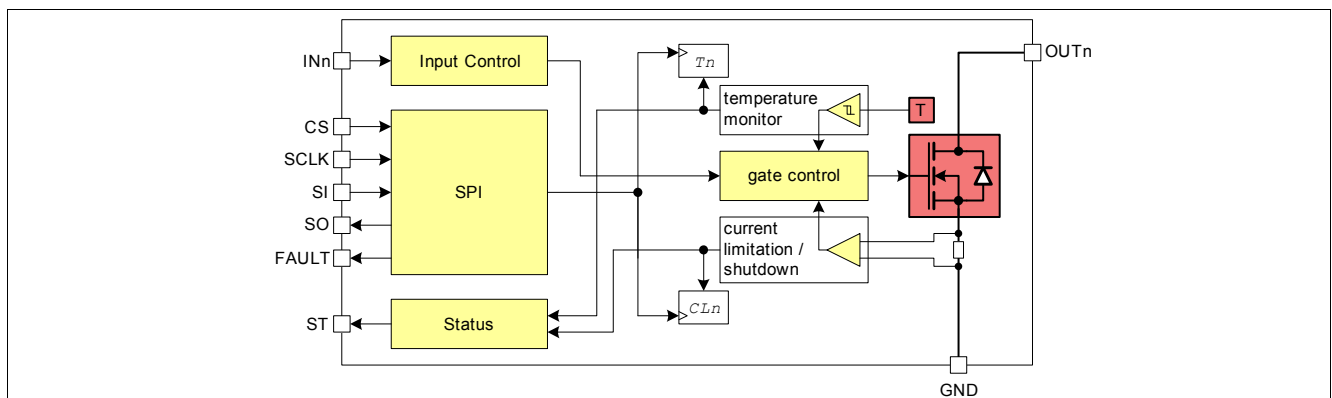 INn
Input Control
Tn
OUTn
temperature
monitor
T
CS
SCLK
SI
SO
FAULT
SPI
gate control
current
limitation /
shutdown
CLn
ST
Status
GND